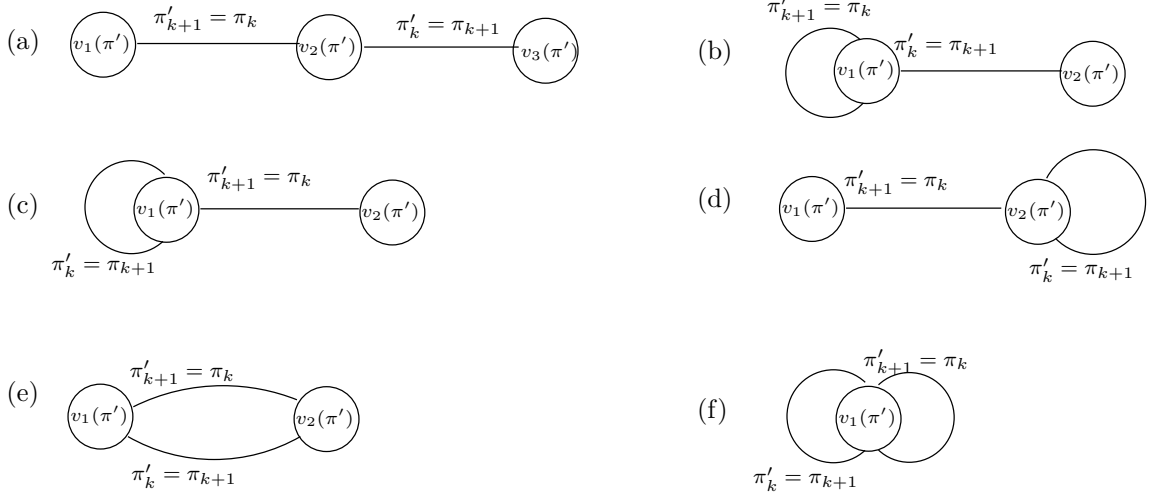 (a) v₁(π′) π′ₖ₊₁ = πₖ v₂(π′) π′ₖ = πₖ₊₁ v₃(π′)
(b) π′ₖ₊₁ = πₖ v₁(π′) π′ₖ = πₖ₊₁ v₂(π′)
(c) v₁(π′) π′ₖ₊₁ = πₖ v₂(π′) π′ₖ = πₖ₊₁
(d) v₁(π′) π′ₖ₊₁ = πₖ v₂(π′) π′ₖ = πₖ₊₁
(e) v₁(π′) π′ₖ₊₁ = πₖ v₂(π′) π′ₖ = πₖ₊₁
(f) π′ₖ₊₁ = πₖ v₁(π′) π′ₖ = πₖ₊₁